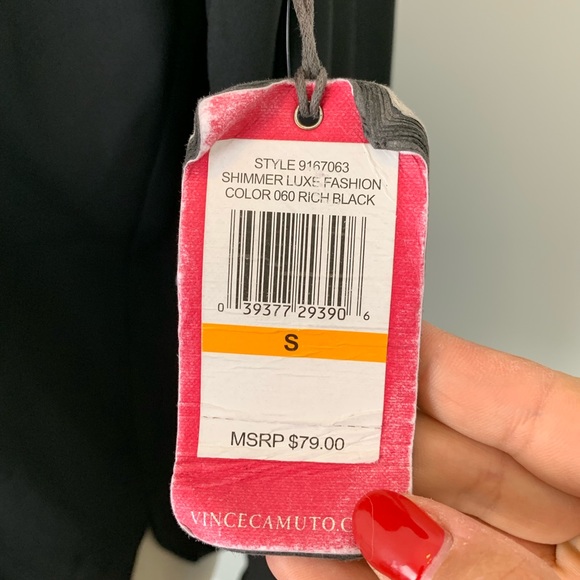 STYLE 9167063
SHIMMER LUXE FASHION
COLOR 060 RICH BLACK
0 39377 29390 6
S
MSRP $79.00
VINCECAMUTO.C